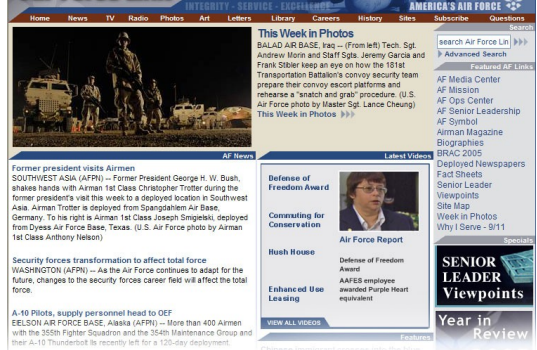 INTEGRITY - SERVICE - EXCELLENCE
AMERICA'S AIR FORCE
Home News TV Radio Photos Art Letters Library Careers History Sites Subscribe Questions
This Week in Photos
BALAD AIR BASE, Iraq -- (From left) Tech. Sgt.
Andrew Morin and Staff Sgts. Jeremy Garcia and
Frank Stibler keep an eye on how the 181st
Transportation Battalion's convoy security team
prepare their convoy escort platforms and
rehearse a "snatch and grab" procedure. (U.S.
Air Force photo by Master Sgt. Lance Cheung)
This Week in Photos
Search
search Air Force Lin
Advanced Search
Featured AF Links
AF Media Center
AF Mission
AF Ops Center
AF Senior Leadership
AF Symbol
Airman Magazine
Biographies
BRAC 2005
Deployed Newspapers
Fact Sheets
Senior Leader
Viewpoints
Site Map
Week in Photos
Why I Serve - 9/11
Specials
SENIOR
LEADER
Viewpoints
Year in
Review
AF News
Former president visits Airmen
SOUTHWEST ASIA (AFPN) -- Former President George H. W. Bush,
shakes hands with Airman 1st Class Christopher Trotter during the
former president's visit this week to a deployed location in Southwest
Asia. Airman Trotter is deployed from Spangdahlem Air Base,
Germany. To his right is Airman 1st Class Joseph Smigielski, deployed
from Dyess Air Force Base, Texas. (U.S. Air Force photo by Airman
1st Class Anthony Nelson)
Security forces transformation to affect total force
WASHINGTON (AFPN) -- As the Air Force continues to adapt for the
future, changes to the security forces career field will affect the total
force.
A-10 Pilots, supply personnel head to OEF
EIELSON AIR FORCE BASE, Alaska (AFPN) -- More than 400 Airmen
with the 355th Fighter Squadron and the 354th Maintenance Group and
their A-10 Thunderbolt IIs recently left for a 120-day deployment.
Latest Videos
Defense of
Freedom Award
Commuting for
Conservation
Hush House
Enhanced Use
Leasing
Air Force Report
Defense of Freedom
Award
AAFES employee
awarded Purple Heart
equivalent
VIEW ALL VIDEOS
Features